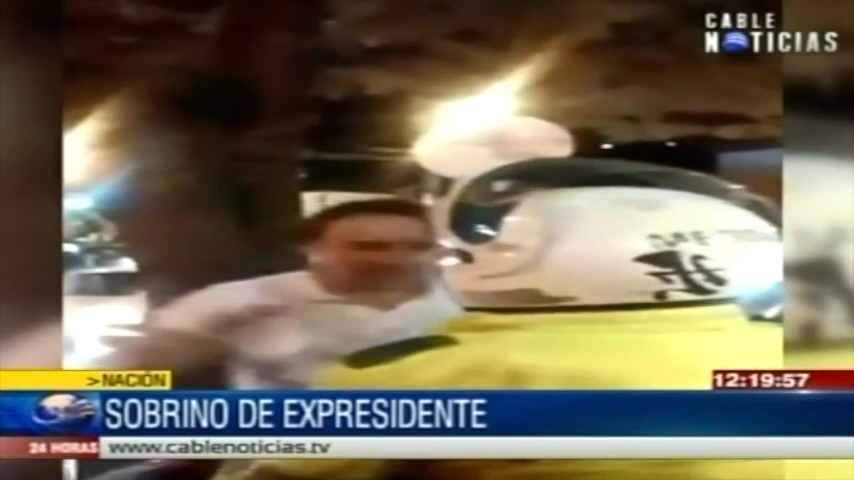 CABLE
NOTICIAS
>NACIÓN
12:19:57
SOBRINO DE EXPRESIDENTE
24 HORAS
www.cablenoticias.tv